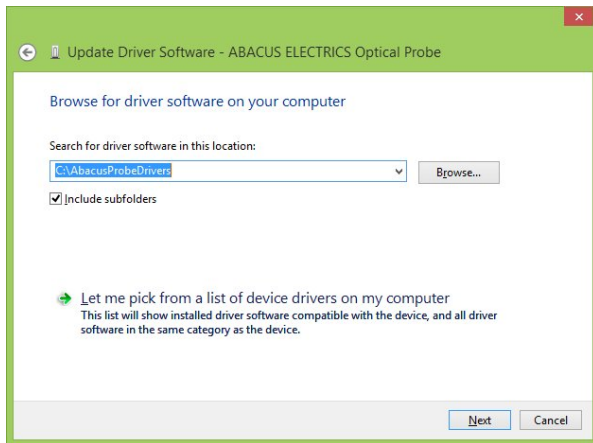 Update Driver Software - ABACUS ELECTRICS Optical Probe
Browse for driver software on your computer
Search for driver software in this location:
C:\AbacusProbeDrivers
Browse...
Include subfolders
Let me pick from a list of device drivers on my computer
This list will show installed driver software compatible with the device, and all driver
software in the same category as the device.
Next Cancel